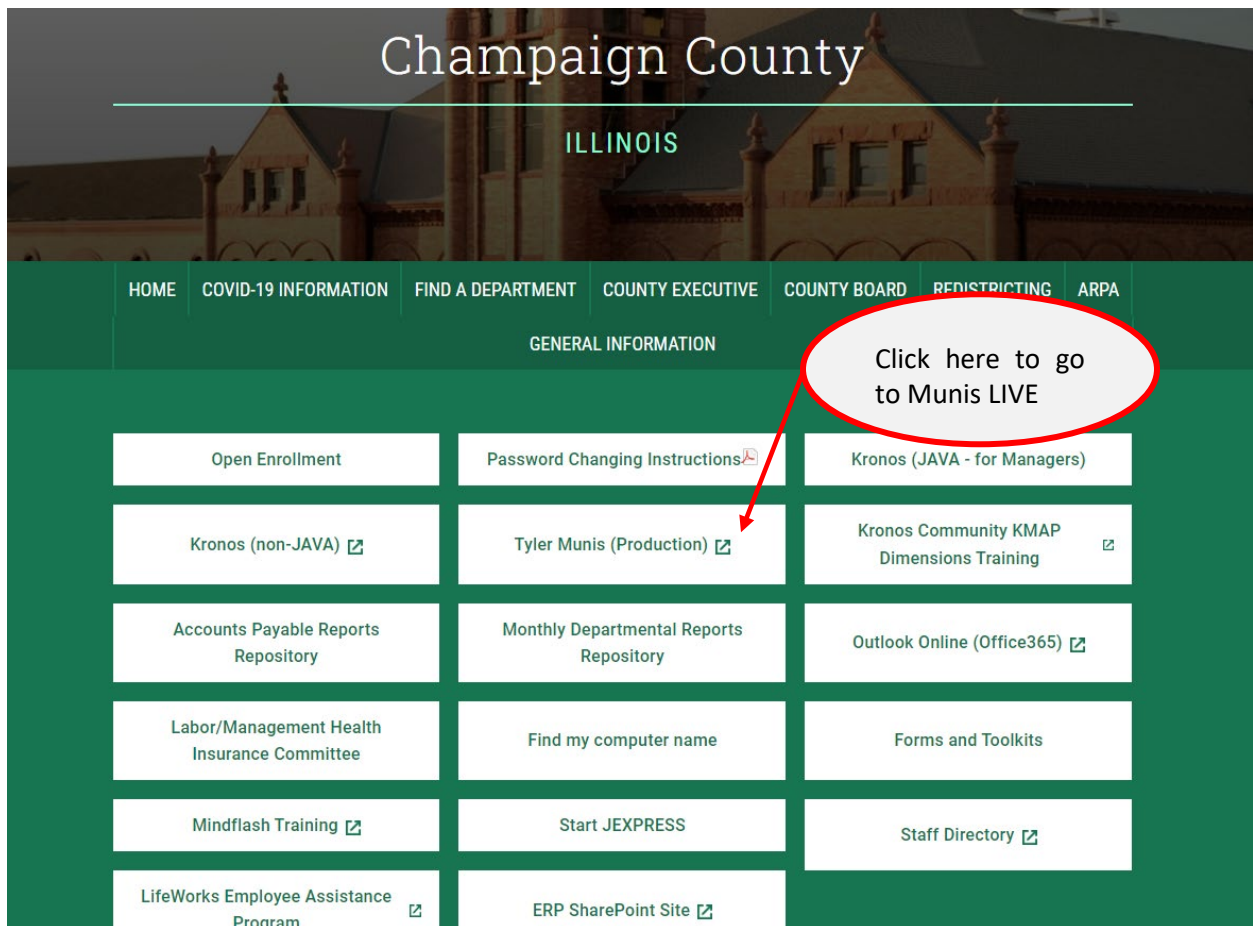 Champaign County
ILLINOIS
HOME COVID-19 INFORMATION FIND A DEPARTMENT COUNTY EXECUTIVE COUNTY BOARD REDISTRICTING ARPA
GENERAL INFORMATION
Click here to go
to Munis LIVE
Open Enrollment
Password Changing Instructions
Kronos (JAVA - for Managers)
Kronos (non-JAVA)
Tyler Munis (Production)
Kronos Community KMAP
Dimensions Training
Accounts Payable Reports
Repository
Monthly Departmental Reports
Repository
Outlook Online (Office365)
Labor/Management Health
Insurance Committee
Find my computer name
Forms and Toolkits
Mindflash Training
Start JEXPRESS
Staff Directory
LifeWorks Employee Assistance
Program
ERP SharePoint Site